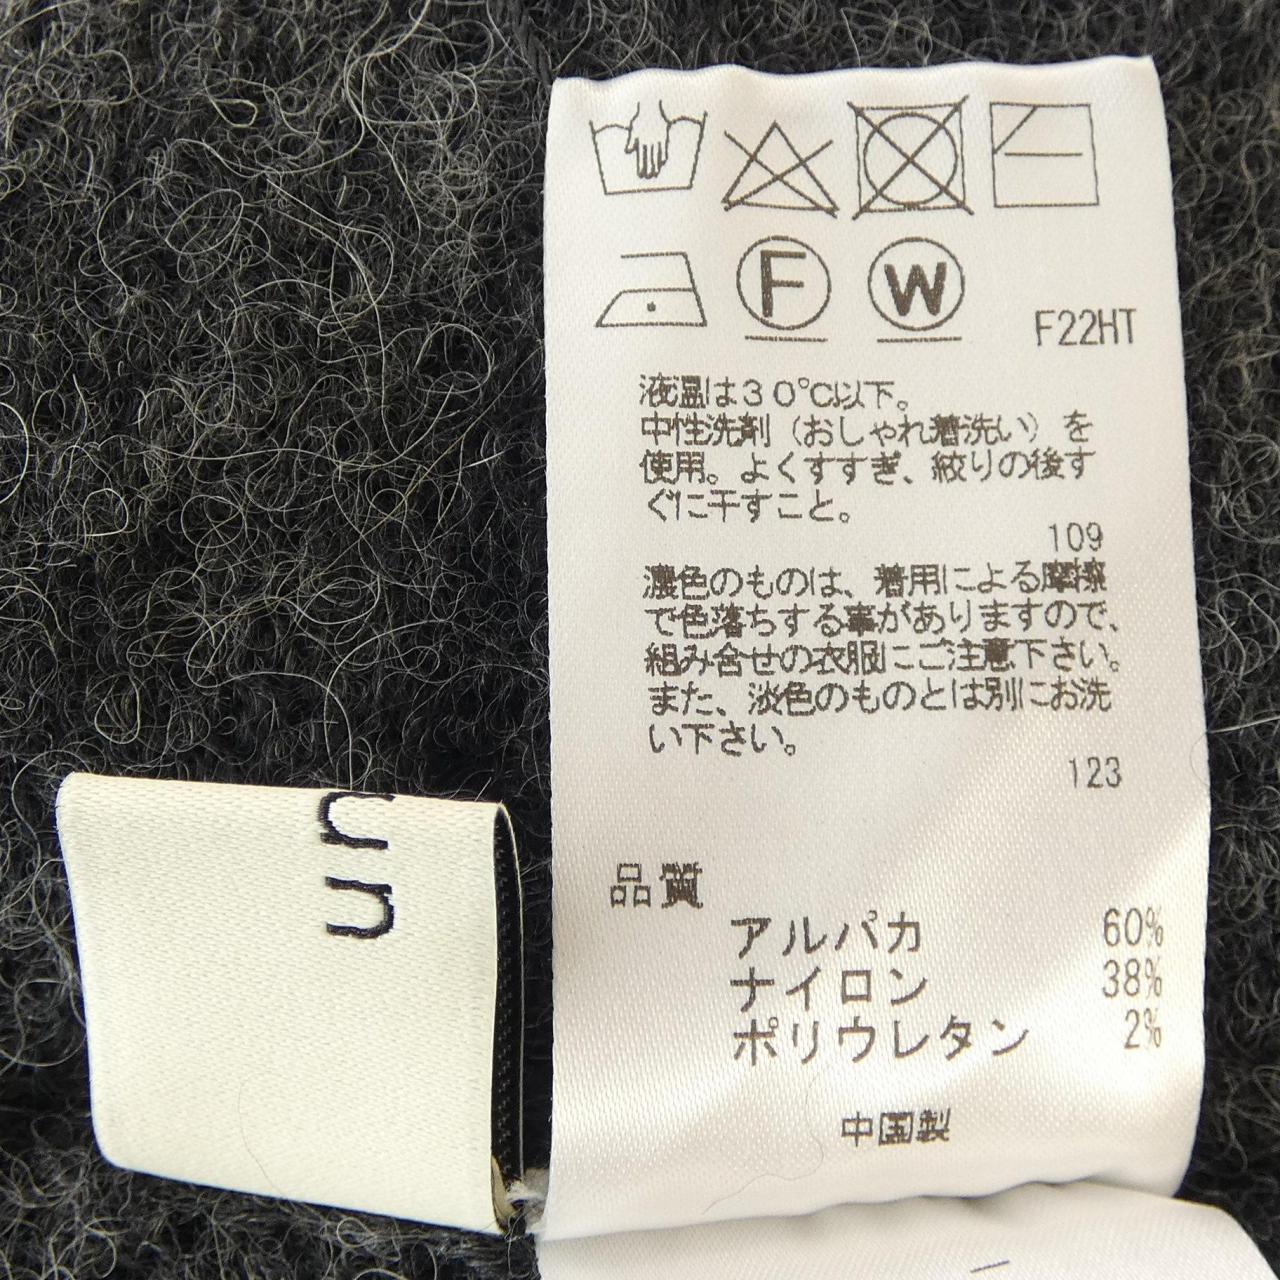 F
W
F22HT
液温は30℃以下。
中性洗剤（おしゃれ着洗い）を
使用。よくすすぎ、絞りの後す
ぐに干すこと。
109
濃色のものは、着用による摩擦
で色落ちする事がありますので、
組み合せの衣服にご注意下さい。
また、淡色のものとは別にお洗
い下さい。
123
品質
アルパカ 60%
ナイロン 38%
ポリウレタン 2%
中国製